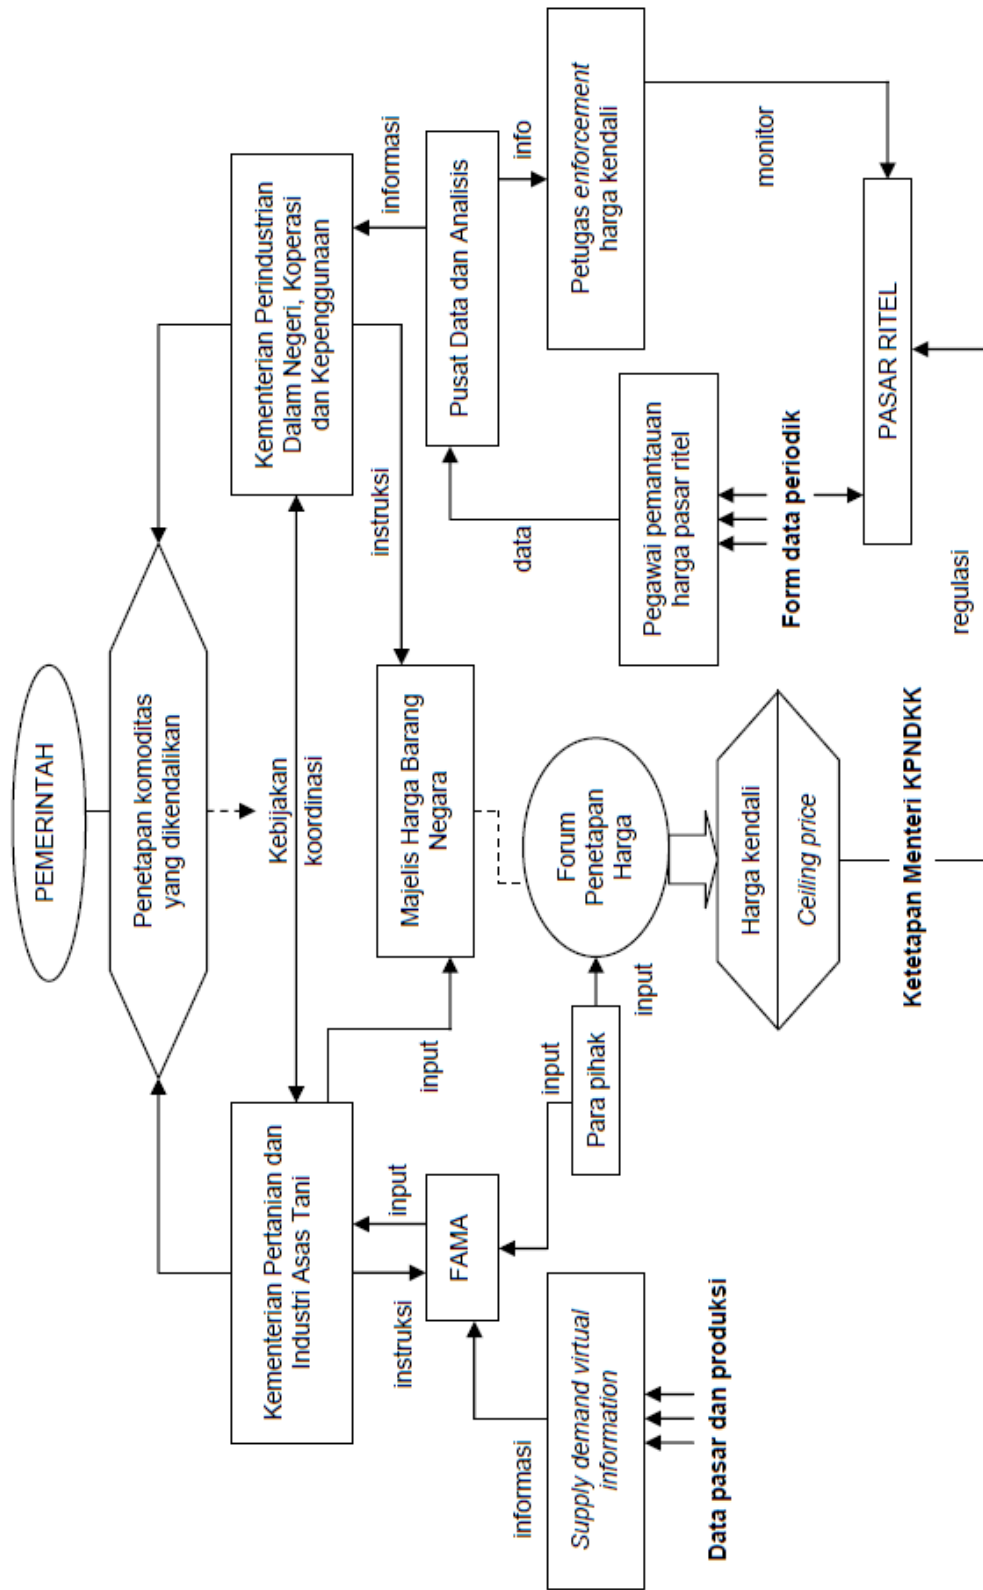 PEMERINTAH
Penetapan komoditas
yang dikendalikan
Kebijakan
koordinasi
Kementerian Pertanian dan
Industri Asas Tani
Kementerian Perindustrian
Dalam Negeri, Koperasi
dan Kepenggunaan
instruksi
input
input
instruksi
informasi
FAMA
Majelis Harga Barang
Negara
Pusat Data dan Analisis
informasi
input
data
info
Supply demand virtual
information
Para pihak
input
Forum
Penetapan
Harga
Pegawai pemantauan
harga pasar ritel
Petugas enforcement
harga kendali
Data pasar dan produksi
Harga kendali
Ceiling price
Form data periodik
monitor
PASAR RITEL
Ketetapan Menteri KPNDKK
regulasi